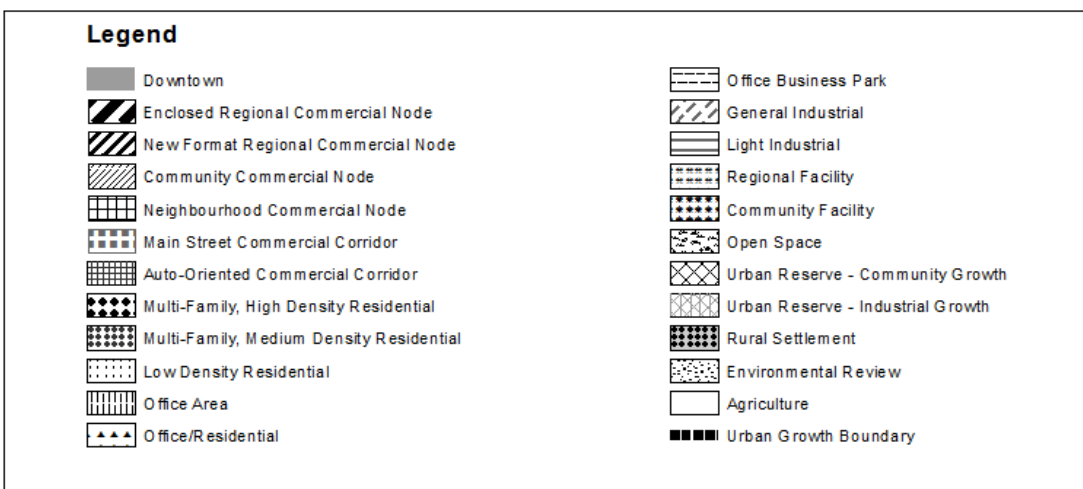 Legend
Downtown
Enclosed Regional Commercial Node
New Format Regional Commercial Node
Community Commercial Node
Neighbourhood Commercial Node
Main Street Commercial Corridor
Auto-Oriented Commercial Corridor
Multi-Family, High Density Residential
Multi-Family, Medium Density Residential
Low Density Residential
Office Area
Office/Residential
Office Business Park
General Industrial
Light Industrial
Regional Facility
Community Facility
Open Space
Urban Reserve - Community Growth
Urban Reserve - Industrial Growth
Rural Settlement
Environmental Review
Agriculture
Urban Growth Boundary